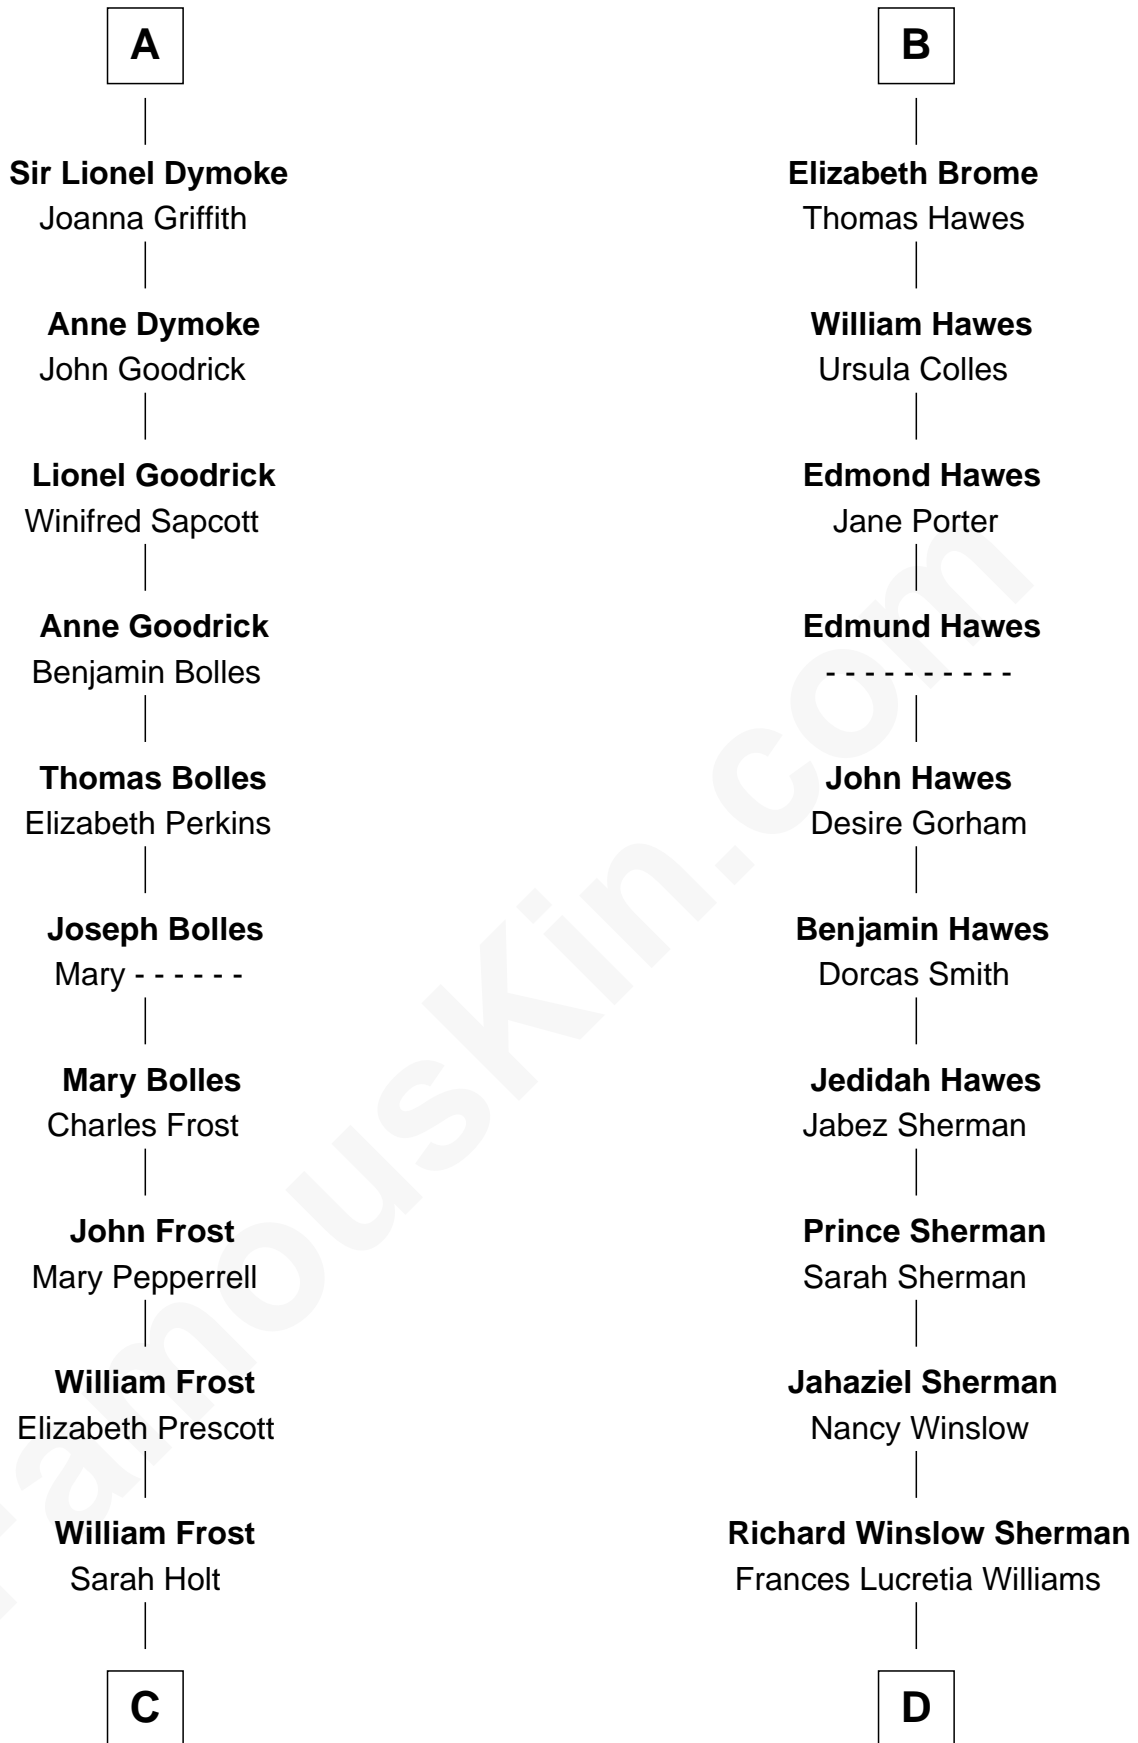 A
Sir Lionel Dymoke
Joanna Griffith
Anne Dymoke
John Goodrick
Lionel Goodrick
Winifred Sapcott
Anne Goodrick
Benjamin Bolles
Thomas Bolles
Elizabeth Perkins
Joseph Bolles
Mary - - - - - -
Mary Bolles
Charles Frost
John Frost
Mary Pepperrell
William Frost
Elizabeth Prescott
William Frost
Sarah Holt
C
B
Elizabeth Brome
Thomas Hawes
William Hawes
Ursula Colles
Edmond Hawes
Jane Porter
Edmund Hawes
- - - - - - - - - -
John Hawes
Desire Gorham
Benjamin Hawes
Dorcas Smith
Jedidah Hawes
Jabez Sherman
Prince Sherman
Sarah Sherman
Jahaziel Sherman
Nancy Winslow
Richard Winslow Sherman
Frances Lucretia Williams
D
FamousKin.com